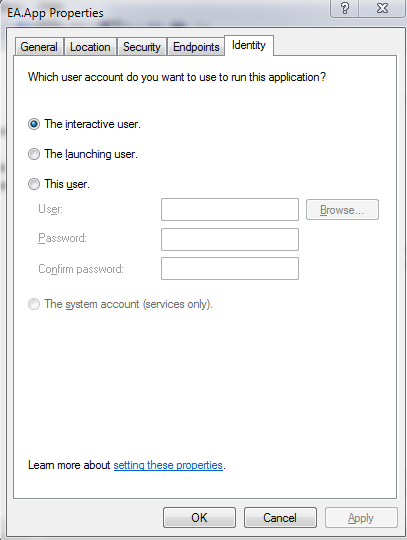 EA.App Properties
General Location Security Endpoints Identity
Which user account do you want to use to run this application?
The interactive user.
The launching user.
This user.
User:
Browse...
Password:
Confirm password:
The system account (services only).
Learn more about setting these properties.
OK Cancel Apply